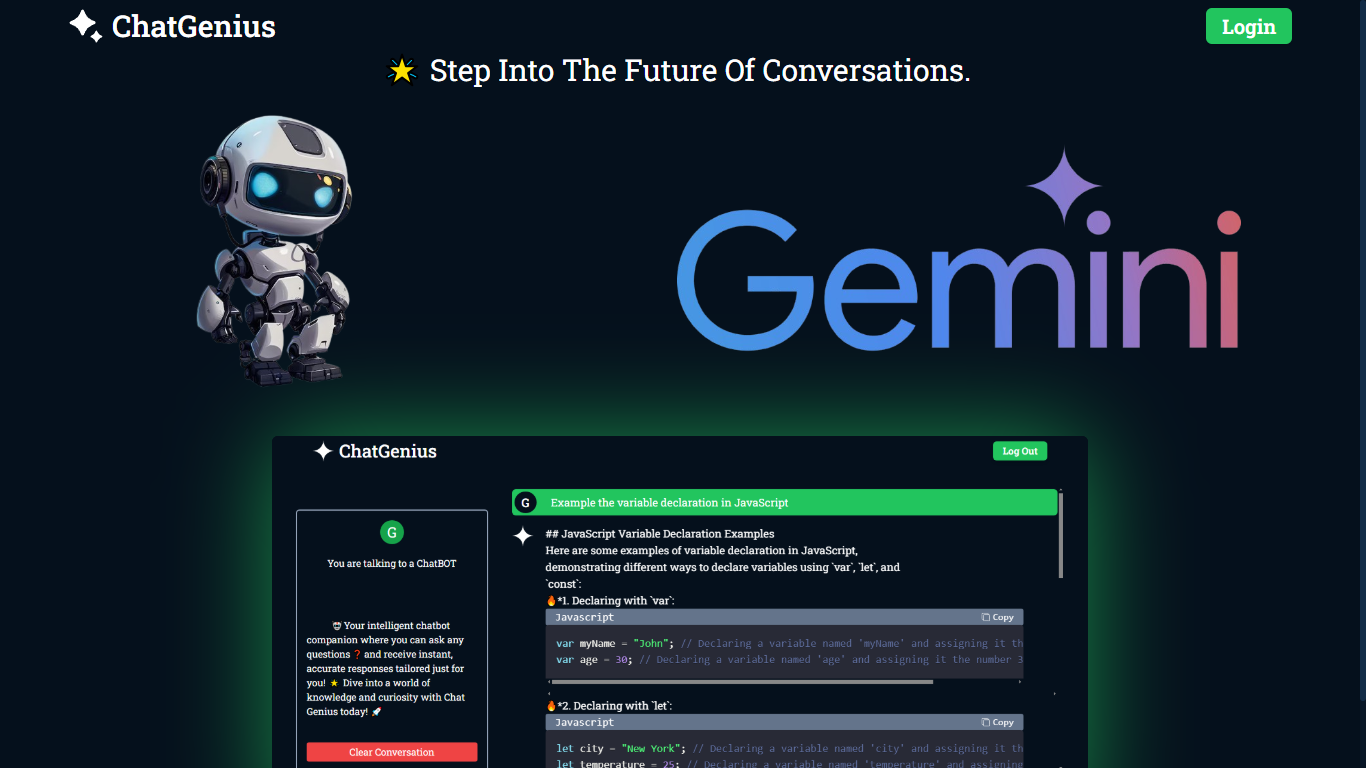 ChatGenius
Login
Step Into The Future Of Conversations.
Gemini
ChatGenius
Log Out
G
You are talking to a ChatBOT
🤖 Your intelligent chatbot
companion where you can ask any
questions ❓ and receive instant,
accurate responses tailored just for
you! ⭐ Dive into a world of
knowledge and curiosity with Chat
Genius today! 🚀
Clear Conversation
G
Example the variable declaration in JavaScript
## JavaScript Variable Declaration Examples
Here are some examples of variable declaration in JavaScript,
demonstrating different ways to declare variables using `var`, `let`, and
`const`:
🔥*1. Declaring with `var`:
Javascript
Copy
var myName = "John"; // Declaring a variable named 'myName' and assigning it th
var age = 30; // Declaring a variable named 'age' and assigning it the number 3
🔥*2. Declaring with `let`:
Javascript
Copy
let city = "New York"; // Declaring a variable named 'city' and assigning it th
let temperature = 25; // Declaring a variable named 'temperature' and assigning